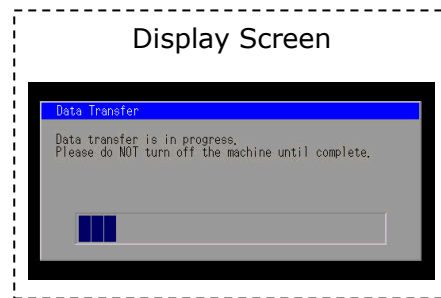 Display Screen
Data Transfer
Data transfer is in progress.
Please do NOT turn off the machine until complete.